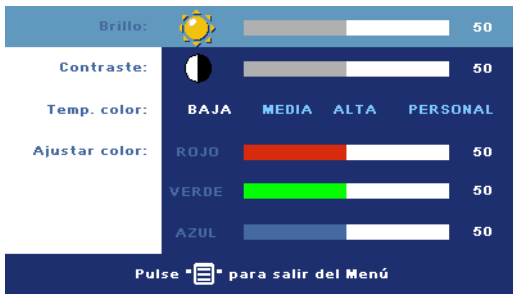 Brillo: 50
Contraste: 50
Temp. color: BAJA MEDIA ALTA PERSONAL
Ajustar color: ROJO 50
VERDE 50
AZUL 50
Pulse "" para salir del Menú